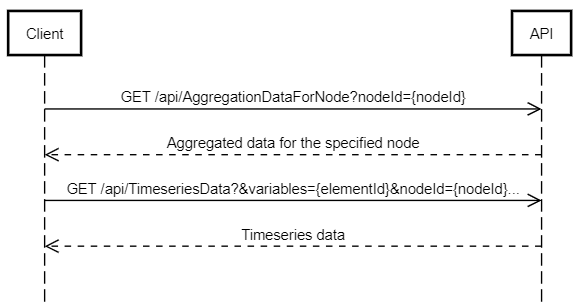 Client
API
GET /api/AggregationDataForNode?nodeId={nodeId}
Aggregated data for the specified node
GET /api/TimeseriesData?&variables={elementId}&nodeId={nodeId}...
Timeseries data